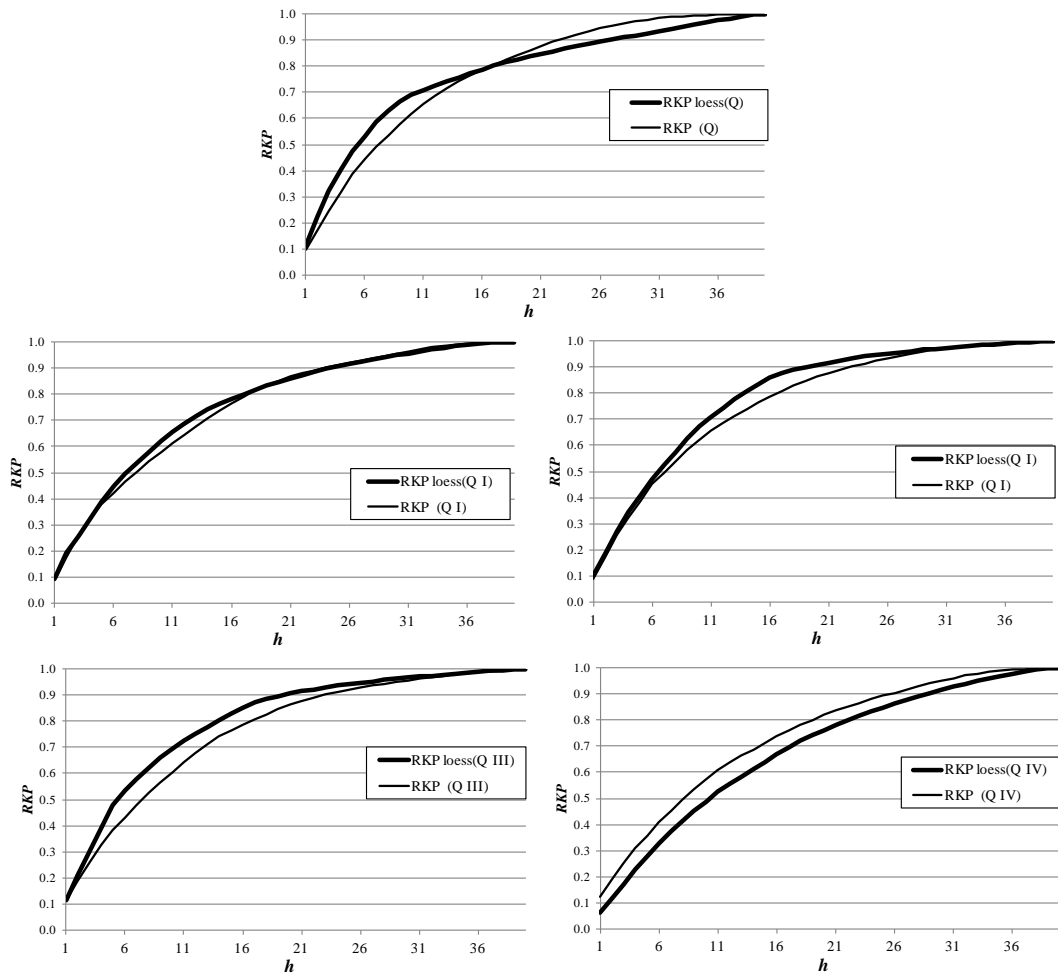 1.0
0.9
0.8
0.7
0.6
0.5
0.4
0.3
0.2
0.1
0.0
RKP
RKP loess(Q)
RKP (Q)
1 6 11 16 21 26 31 36
h
1.0
0.9
0.8
0.7
0.6
0.5
0.4
0.3
0.2
0.1
0.0
RKP
RKP loess(Q I)
RKP (Q I)
1 6 11 16 21 26 31 36
h
1.0
0.9
0.8
0.7
0.6
0.5
0.4
0.3
0.2
0.1
0.0
RKP
RKP loess(Q I)
RKP (Q I)
1 6 11 16 21 26 31 36
h
1.0
0.9
0.8
0.7
0.6
0.5
0.4
0.3
0.2
0.1
0.0
RKP
RKP loess(Q III)
RKP (Q III)
1 6 11 16 21 26 31 36
h
1.0
0.9
0.8
0.7
0.6
0.5
0.4
0.3
0.2
0.1
0.0
RKP
RKP loess(Q IV)
RKP (Q IV)
1 6 11 16 21 26 31 36
h